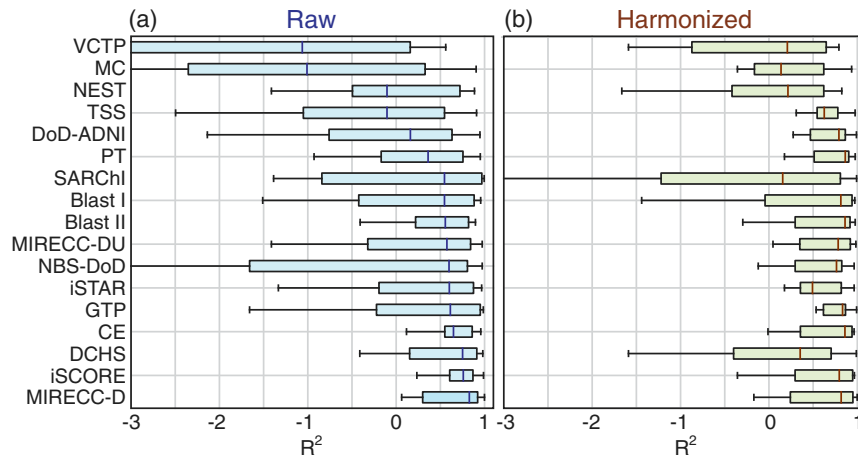 (a) Raw (b) Harmonized
VCTP
MC
NEST
TSS
DoD-ADNI
PT
SARChI
Blast I
Blast II
MIRECC-DU
NBS-DoD
iSTAR
GTP
CE
DCHS
iSCORE
MIRECC-D
-3 -2 -1 0 1 -3 -2 -1 0 1
R² R²